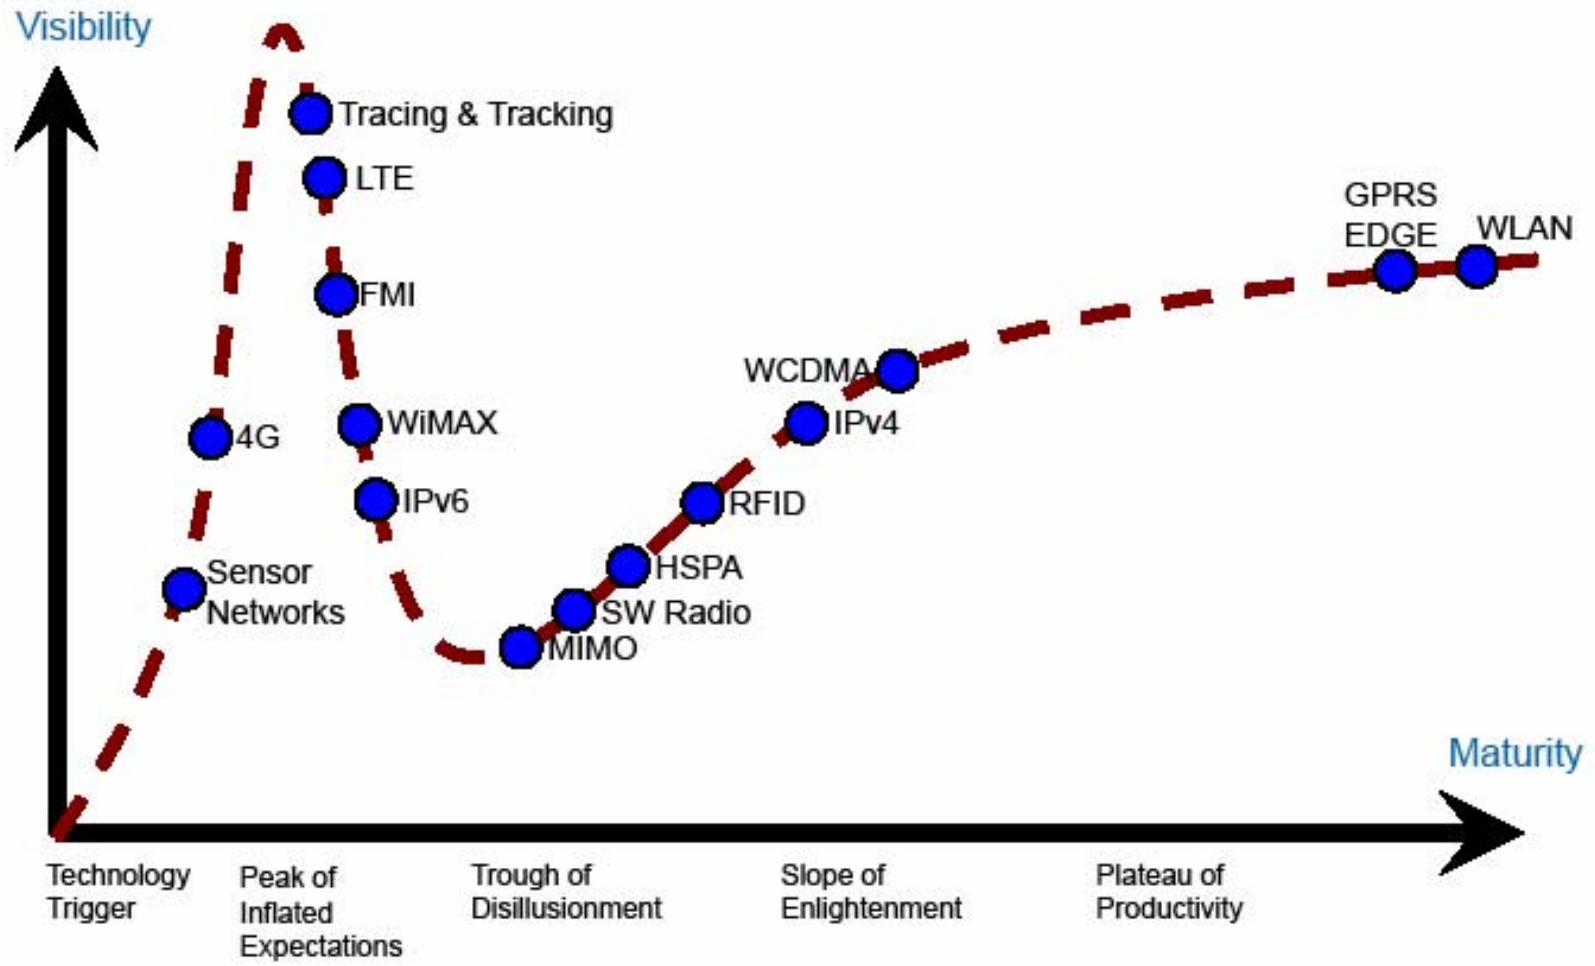 Visibility
Tracing & Tracking
LTE
GPRS
EDGE
WLAN
FMI
WCDMA
WiMAX
IPv4
4G
IPv6
RFID
Sensor
Networks
HSPA
SW Radio
MIMO
Maturity
Technology
Trigger
Peak of
Inflated
Expectations
Trough of
Disillusionment
Slope of
Enlightenment
Plateau of
Productivity